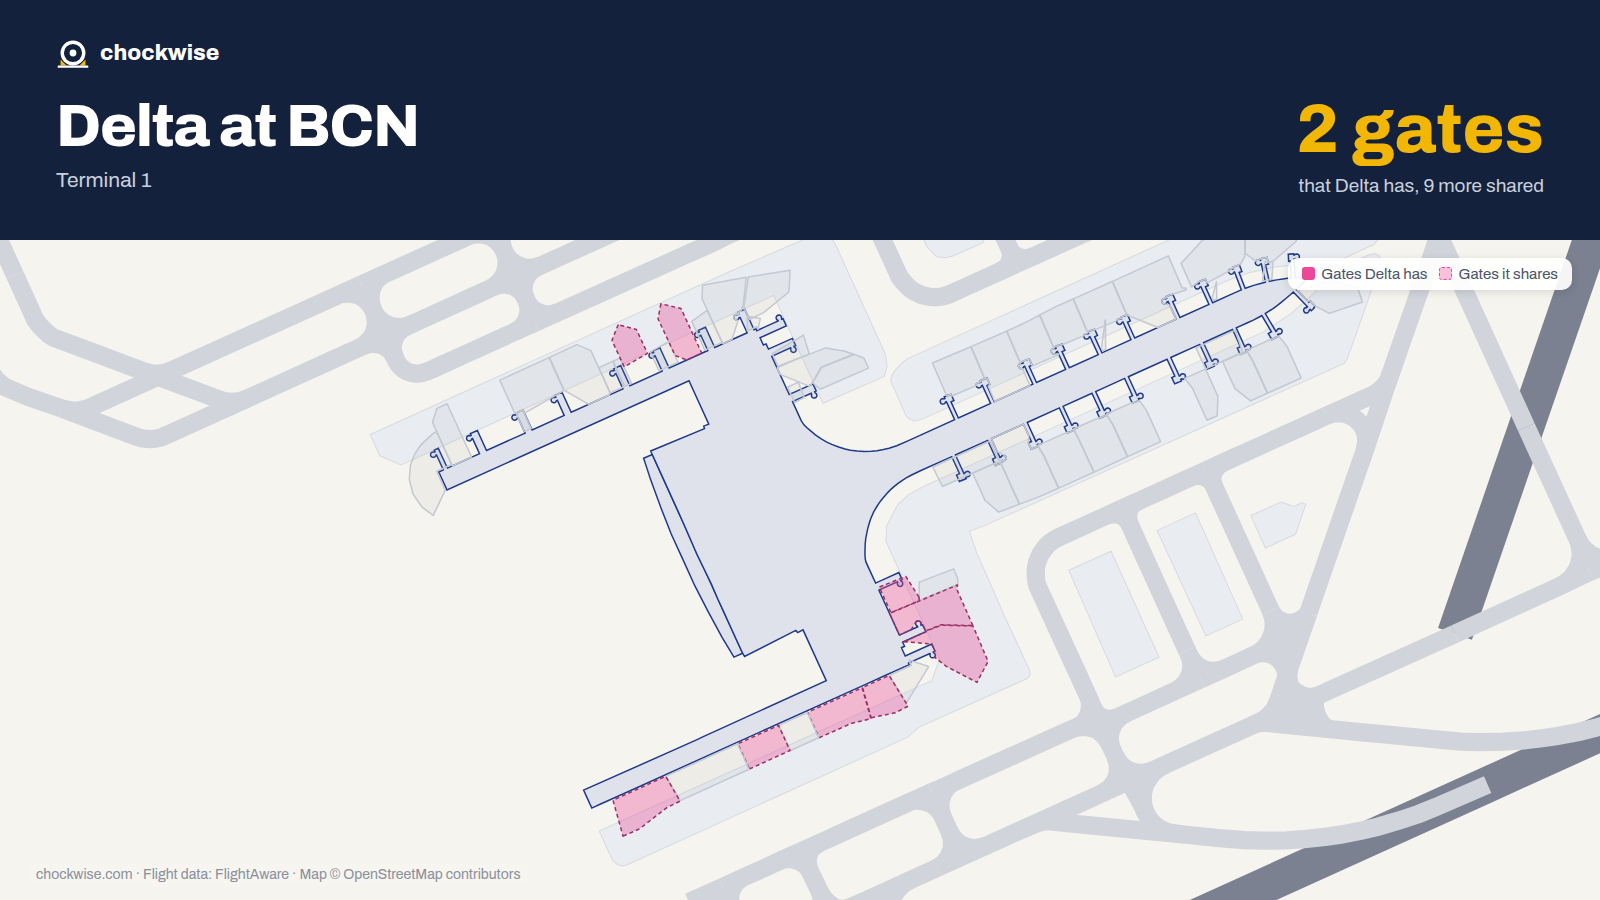 chockwise
Delta at BCN
Terminal 1
2 gates
that Delta has, 9 more shared
Gates Delta has
Gates it shares
chockwise.com · Flight data: FlightAware · Map © OpenStreetMap contributors